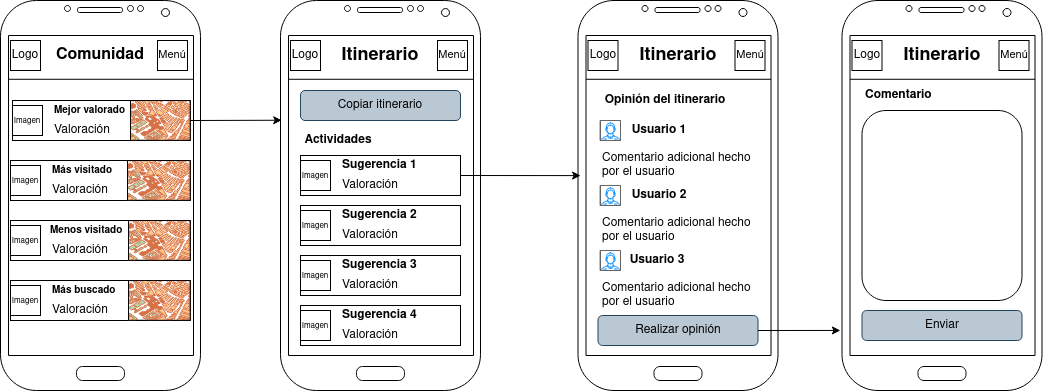 Logo
Comunidad
Menú
Imagen
Mejor valorado
Valoración
Imagen
Más visitado
Valoración
Imagen
Menos visitado
Valoración
Imagen
Más buscado
Valoración
Logo
Itinerario
Menú
Copiar itinerario
Actividades
Imagen
Sugerencia 1
Valoración
Imagen
Sugerencia 2
Valoración
Imagen
Sugerencia 3
Valoración
Imagen
Sugerencia 4
Valoración
Logo
Itinerario
Menú
Opinión del itinerario
Usuario 1
Comentario adicional hecho
por el usuario
Usuario 2
Comentario adicional hecho
por el usuario
Usuario 3
Comentario adicional hecho
por el usuario
Realizar opinión
Logo
Itinerario
Menú
Comentario
Enviar